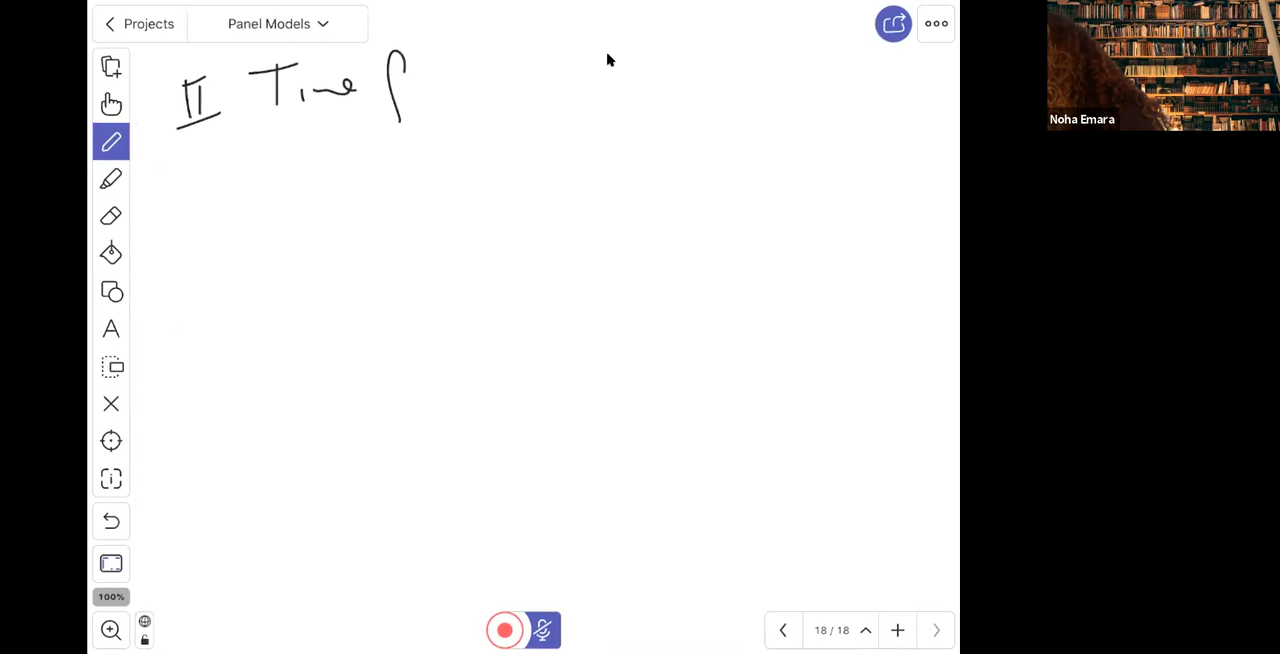 Projects
Panel Models
II Time f
Noha Emara
A
100%
18 / 18